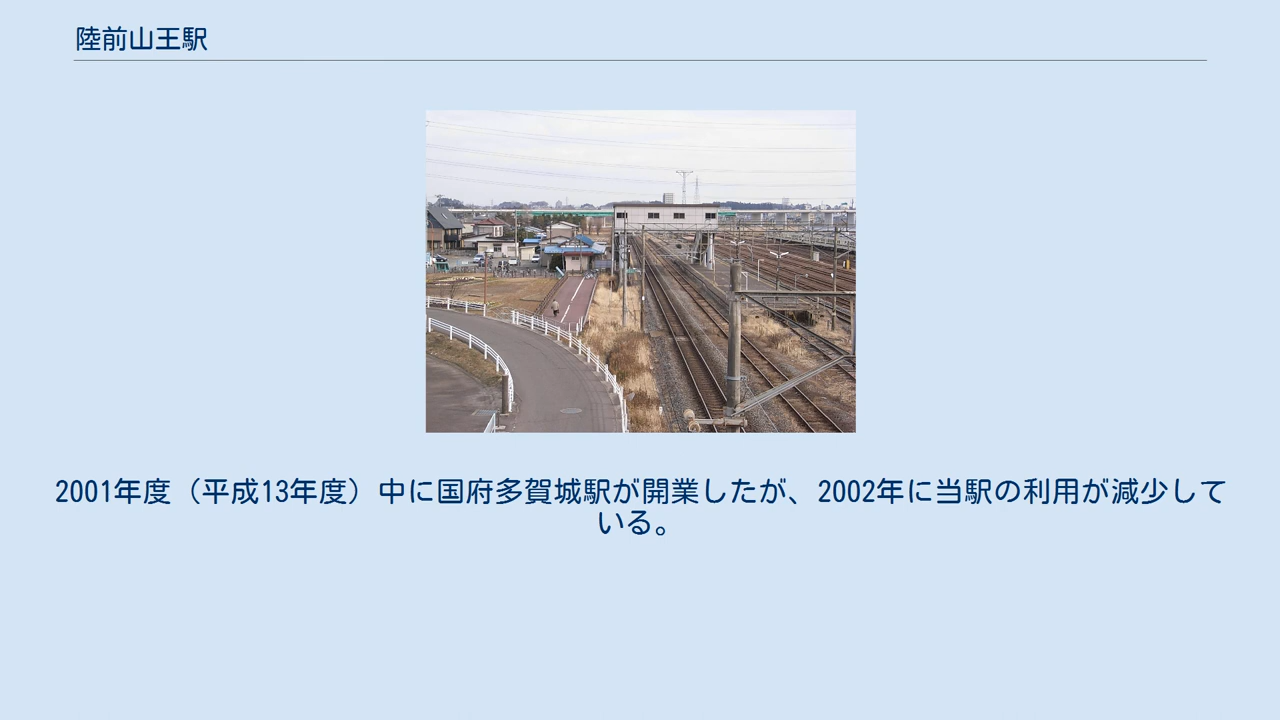 陸前山王駅
2001年度（平成13年度）中に国府多賀城駅が開業したが、2002年に当駅の利用が減少して
いる。